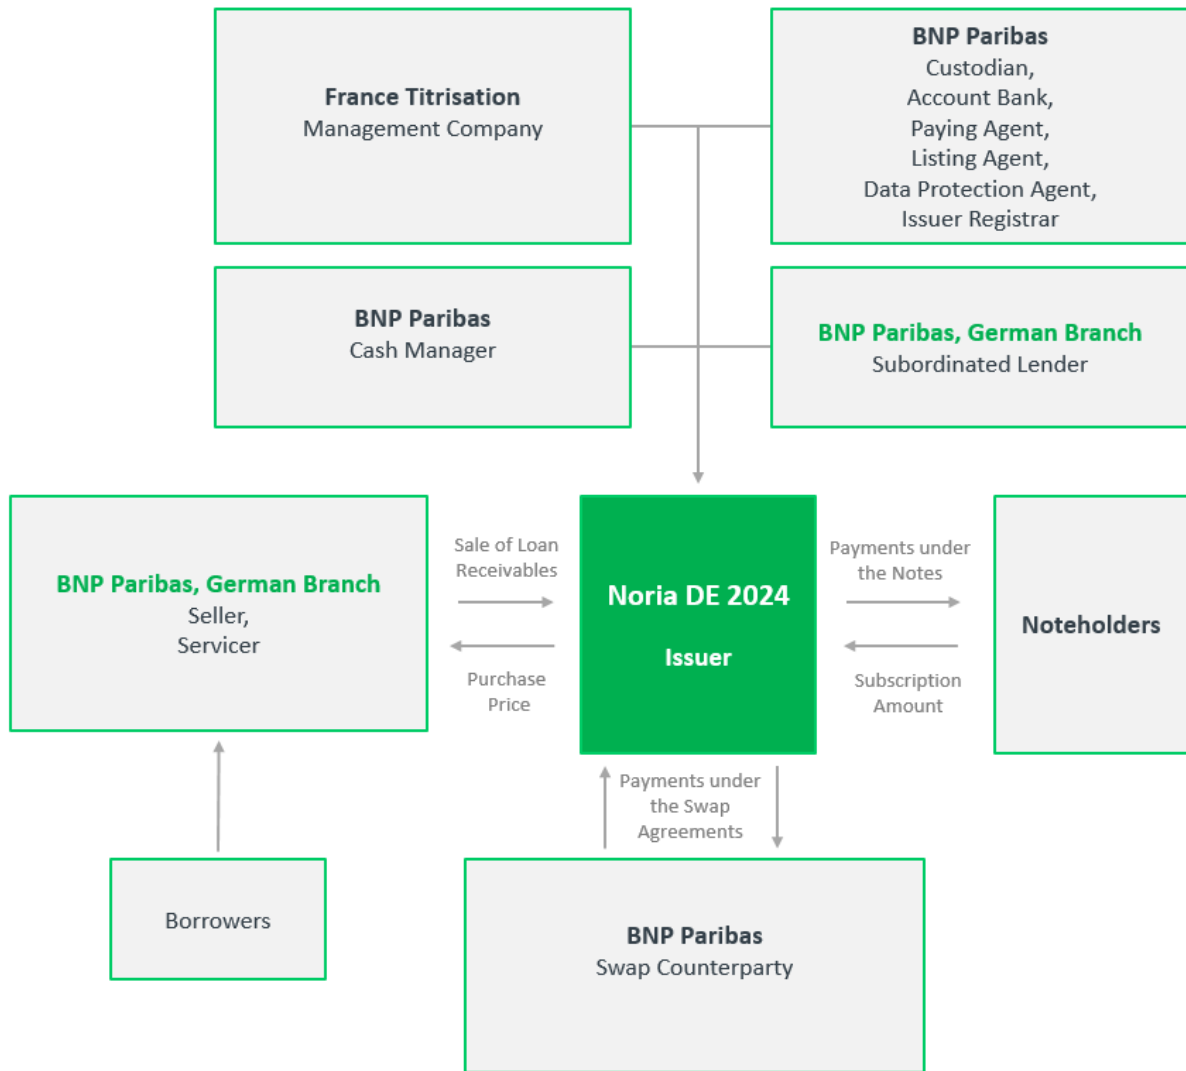 France Titrisation
Management Company
BNP Paribas
Custodian,
Account Bank,
Paying Agent,
Listing Agent,
Data Protection Agent,
Issuer Registrar
BNP Paribas
Cash Manager
BNP Paribas, German Branch
Subordinated Lender
BNP Paribas, German Branch
Seller,
Servicer
Sale of Loan
Receivables
Purchase
Price
Noria DE 2024
Issuer
Payments under
the Notes
Subscription
Amount
Noteholders
Payments under
the Swap
Agreements
Borrowers
BNP Paribas
Swap Counterparty